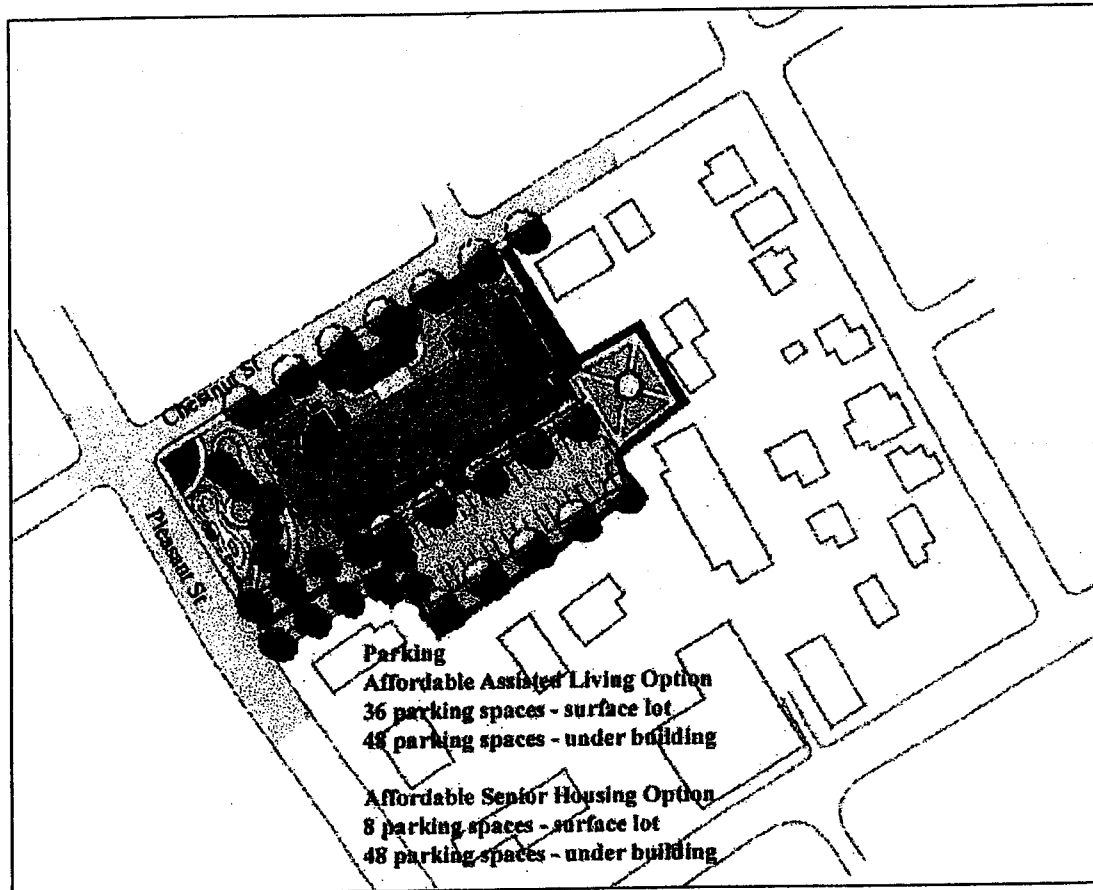 Chestnut St
Pleasant St
Parking
Affordable Assisted Living Option
36 parking spaces - surface lot
48 parking spaces - under building
Affordable Senior Housing Option
8 parking spaces - surface lot
48 parking spaces - under building